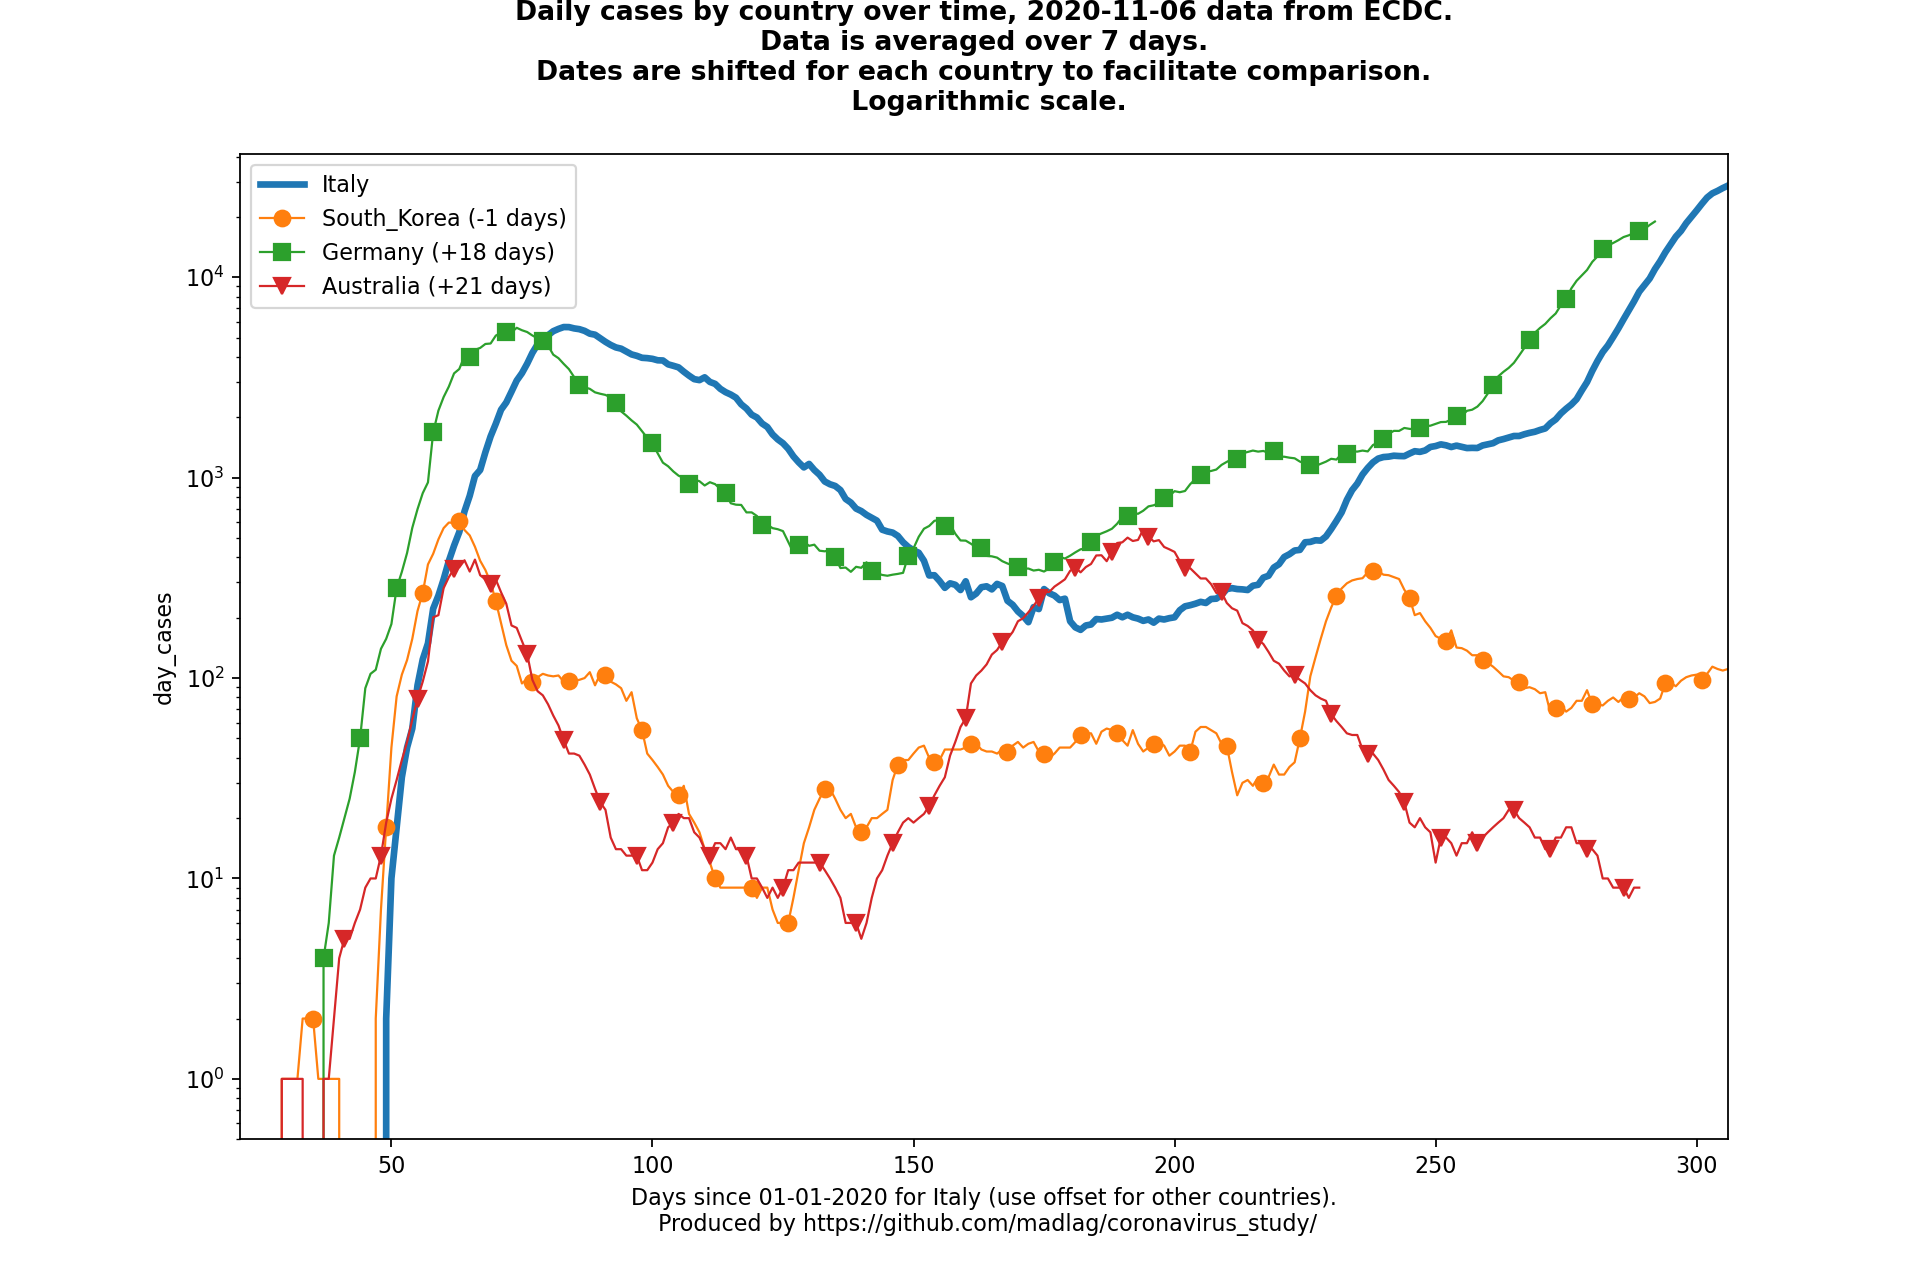 Daily cases by country over time, 2020-11-06 data from ECDC.
Data is averaged over 7 days.
Dates are shifted for each country to facilitate comparison.
Logarithmic scale.
Italy
South_Korea (-1 days)
Germany (+18 days)
Australia (+21 days)
day_cases
10⁴
10³
10²
10¹
10⁰
50
100
150
200
250
300
Days since 01-01-2020 for Italy (use offset for other countries).
Produced by https://github.com/madlag/coronavirus_study/